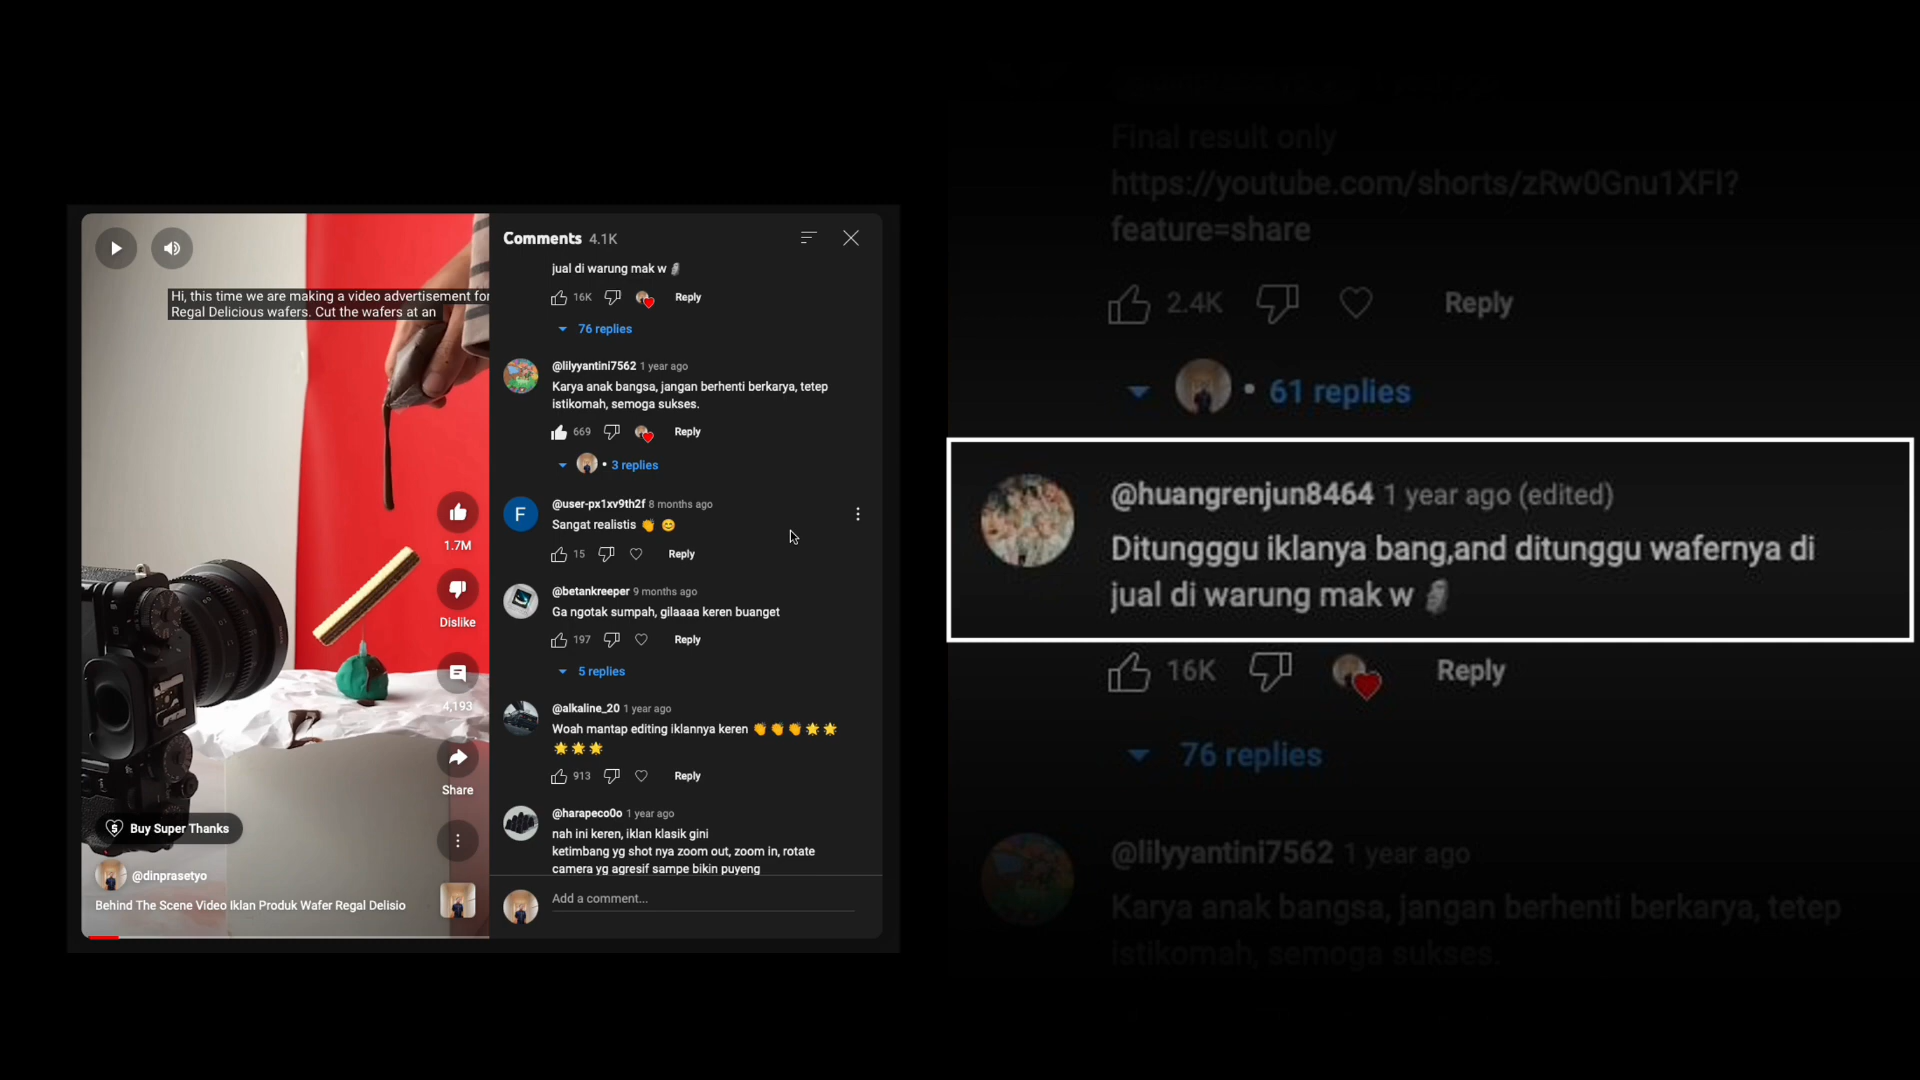 Hi, this time we are making a video advertisement for
Regal Delicious wafers. Cut the wafers at an
1.7M
Dislike
4,193
Share
Buy Super Thanks
@dinprasetyo
Behind The Scene Video Iklan Produk Wafer Regal Delisio
Comments 4.1K
jual di warung mak w 🗿
16K Reply
76 replies
@lilyyantini7562 1 year ago
Karya anak bangsa, jangan berhenti berkarya, tetep
istikomah, semoga sukses.
669 Reply
• 3 replies
F
@user-px1xv9th2f 8 months ago
Sangat realistis 👏 😊
15 Reply
@betankreeper 9 months ago
Ga ngotak sumpah, gilaaaa keren buanget
197 Reply
5 replies
@alkaline_20 1 year ago
Woah mantap editing iklannya keren 👏 👏 👏 🌟 🌟
🌟 🌟 🌟
913 Reply
@harapeco0o 1 year ago
nah ini keren, iklan klasik gini
ketimbang yg shot nya zoom out, zoom in, rotate
camera yg agresif sampe bikin puyeng
Add a comment...
Final result only
https://youtube.com/shorts/zRw0Gnu1XFI?
feature=share
2.4K Reply
• 61 replies
@huangrenjun8464 1 year ago (edited)
Ditungggu iklanya bang,and ditunggu wafernya di
jual di warung mak w 🗿
16K Reply
76 replies
@lilyyantini7562 1 year ago
Karya anak bangsa, jangan berhenti berkarya, tetep
istikomah, semoga sukses.